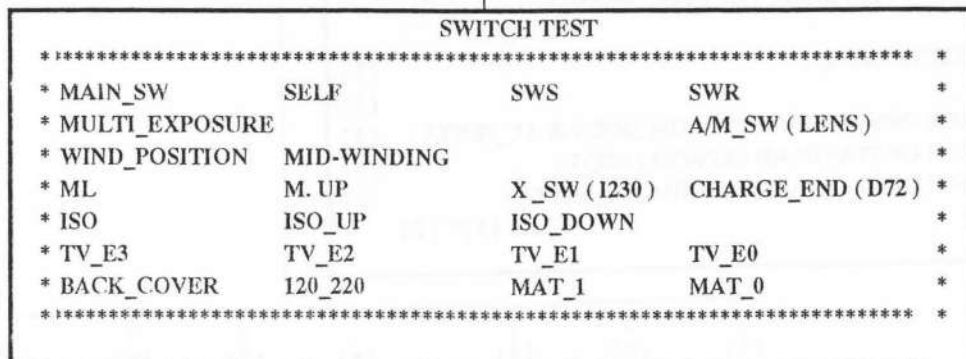 SWITCH TEST
* ************************************************************************* *
* MAIN_SW SELF SWS SWR *
* MULTI_EXPOSURE A/M_SW ( LENS ) *
* WIND_POSITION MID-WINDING *
* ML M. UP X_SW ( I230 ) CHARGE_END ( D72 ) *
* ISO ISO_UP ISO_DOWN *
* TV_E3 TV_E2 TV_E1 TV_E0 *
* BACK_COVER 120_220 MAT_1 MAT_0 *
* ************************************************************************* *